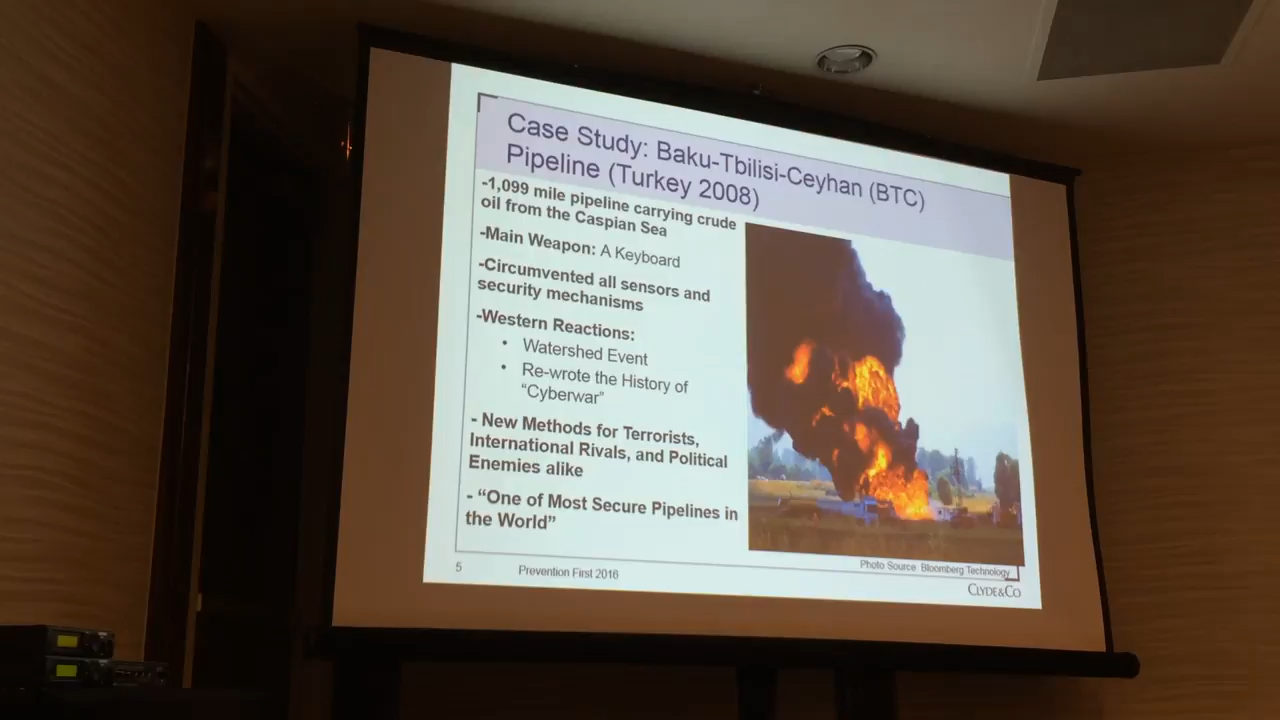 Case Study: Baku-Tbilisi-Ceyhan (BTC)
Pipeline (Turkey 2008)
-1,099 mile pipeline carrying crude
oil from the Caspian Sea
-Main Weapon: A Keyboard
-Circumvented all sensors and
security mechanisms
-Western Reactions:
• Watershed Event
• Re-wrote the History of
“Cyberwar”
- New Methods for Terrorists,
International Rivals, and Political
Enemies alike
- “One of Most Secure Pipelines in
the World”
Photo Source: Bloomberg Technology
5 Prevention First 2016
CLYDE&CO